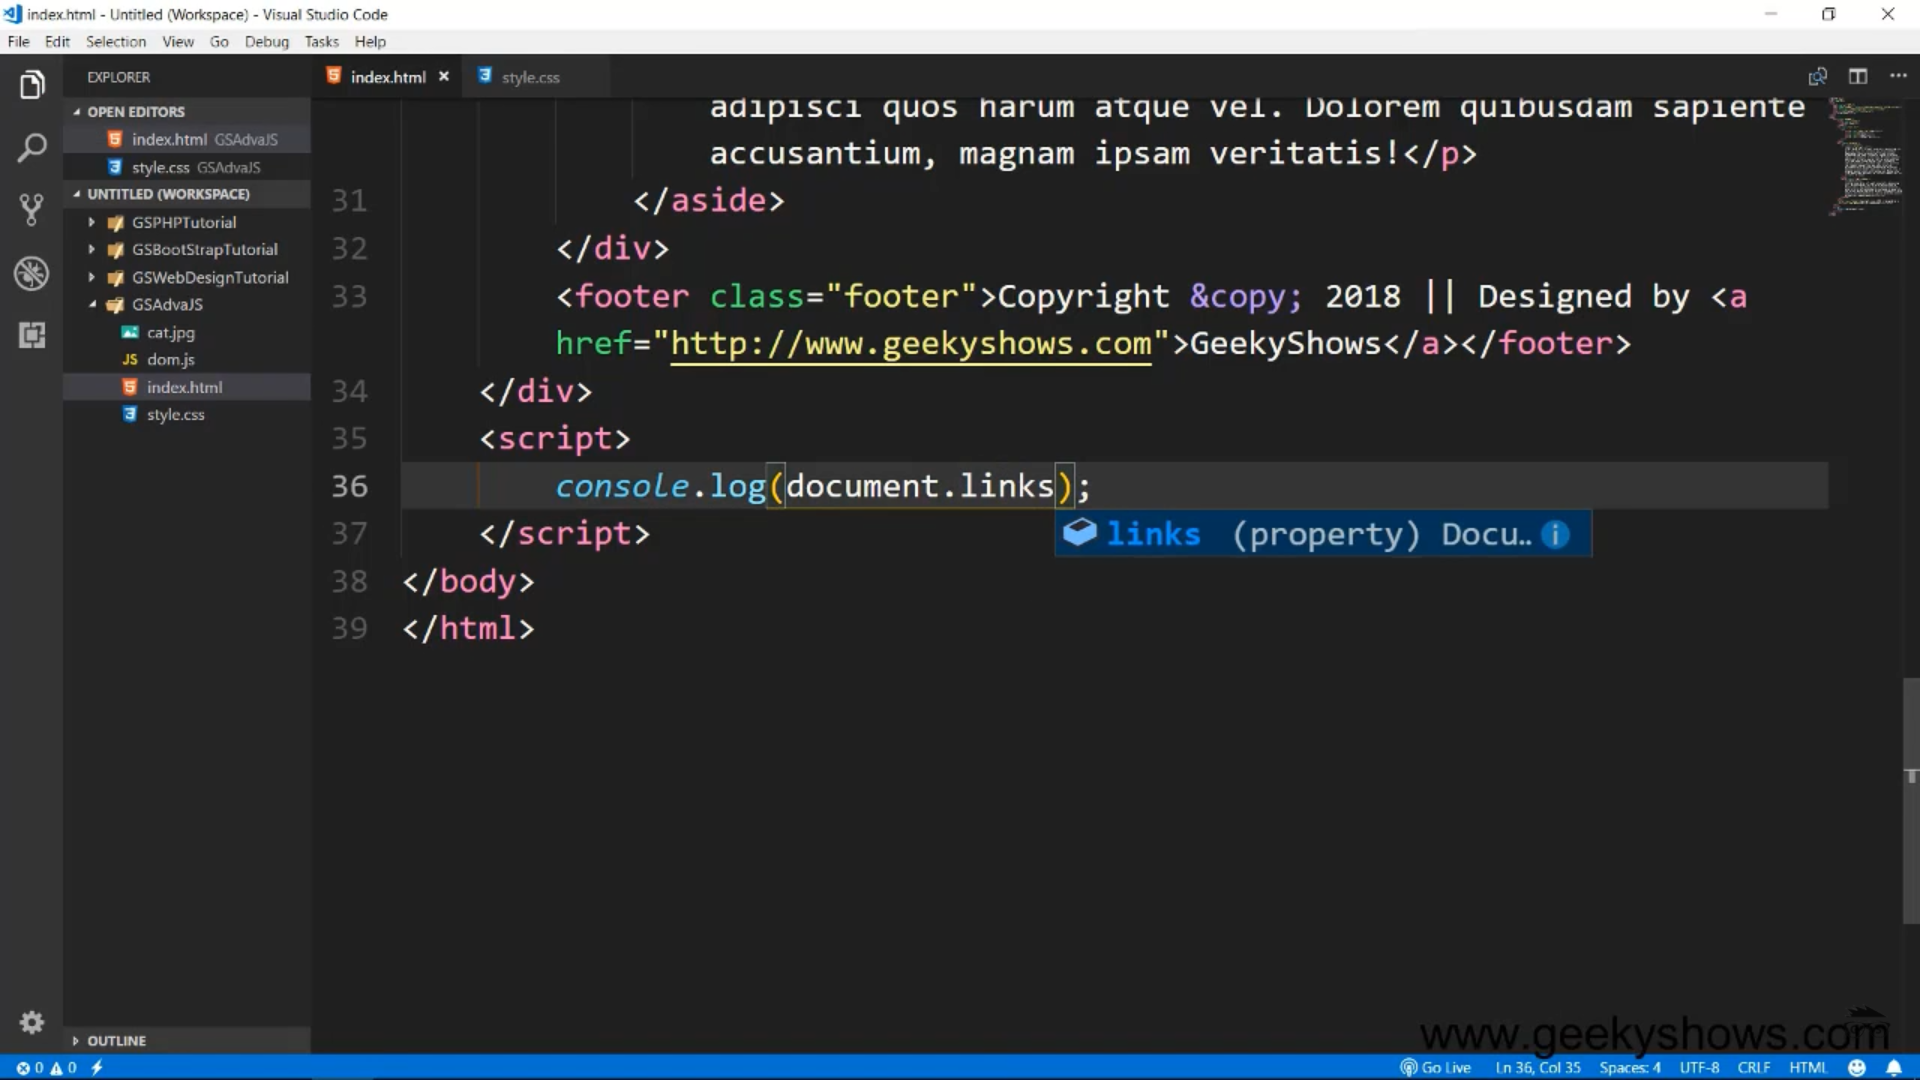 index.html - Untitled (Workspace) - Visual Studio Code
File Edit Selection View Go Debug Tasks Help
EXPLORER
index.html
style.css
OPEN EDITORS
index.html GSAdvaJS
style.css GSAdvaJS
UNTITLED (WORKSPACE)
GSPHPTutorial
GSBootStrapTutorial
GSWebDesignTutorial
GSAdvaJS
cat.jpg
JS dom.js
index.html
style.css
adipisci quos harum atque vel. Dolorem quibusdam sapiente
accusantium, magnam ipsam veritatis!</p>
31 </aside>
32 </div>
33 <footer class="footer">Copyright &copy; 2018 || Designed by <a
href="http://www.geekyshows.com">GeekyShows</a></footer>
34 </div>
35 <script>
36 console.log(document.links);
37 </script>
links (property) Docu..
38 </body>
39 </html>
OUTLINE
www.geekyshows.com
0 0
Go Live Ln 36, Col 35 Spaces: 4 UTF-8 CRLF HTML